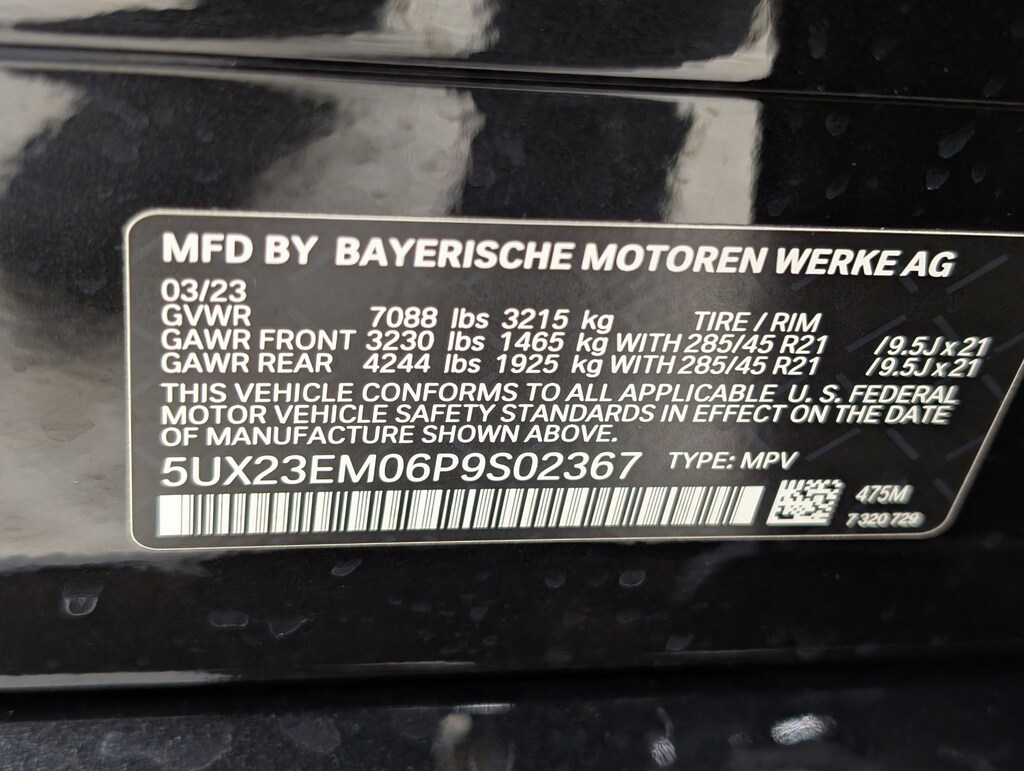 MFD BY BAYERISCHE MOTOREN WERKE AG
03/23
GVWR 7088 lbs 3215 kg TIRE / RIM
GAWR FRONT 3230 lbs 1465 kg WITH 285/45 R21 /9.5J x 21
GAWR REAR 4244 lbs 1925 kg WITH 285/45 R21 /9.5J x 21
THIS VEHICLE CONFORMS TO ALL APPLICABLE U. S. FEDERAL
MOTOR VEHICLE SAFETY STANDARDS IN EFFECT ON THE DATE
OF MANUFACTURE SHOWN ABOVE.
5UX23EM06P9S02367 TYPE: MPV
475M
7 320 729